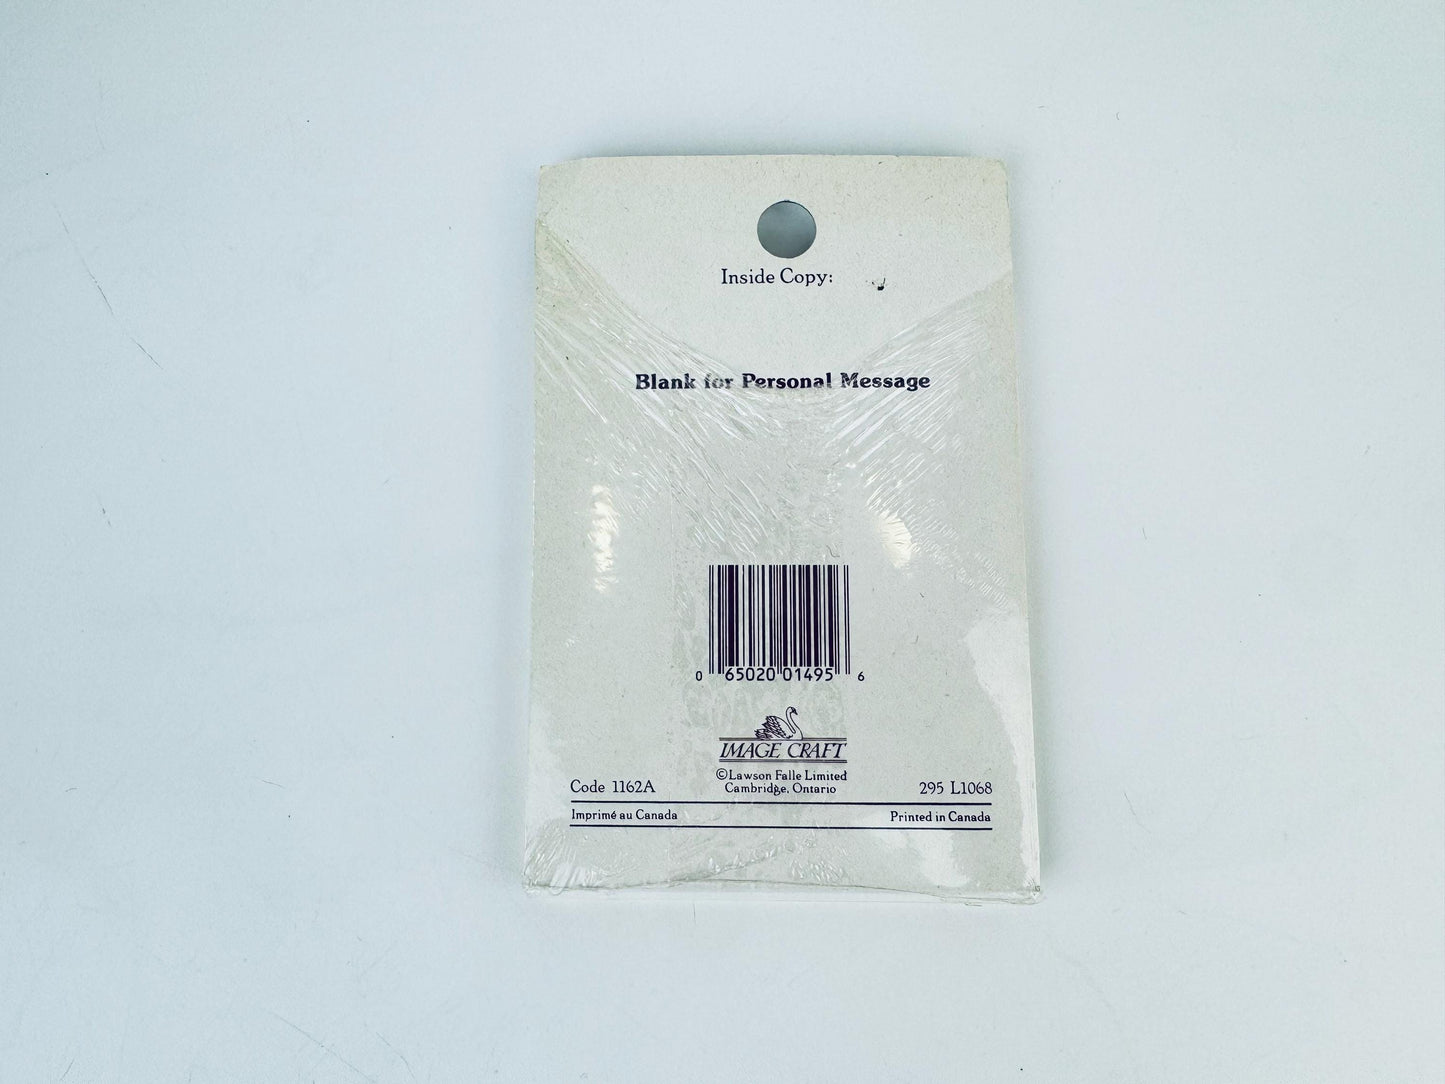 Inside Copy:
Blank for Personal Message
0 65020 01495 6
IMAGE CRAFT
©Lawson Falle Limited
Cambridge, Ontario
Code 1162A
295 L1068
Imprimé au Canada
Printed in Canada